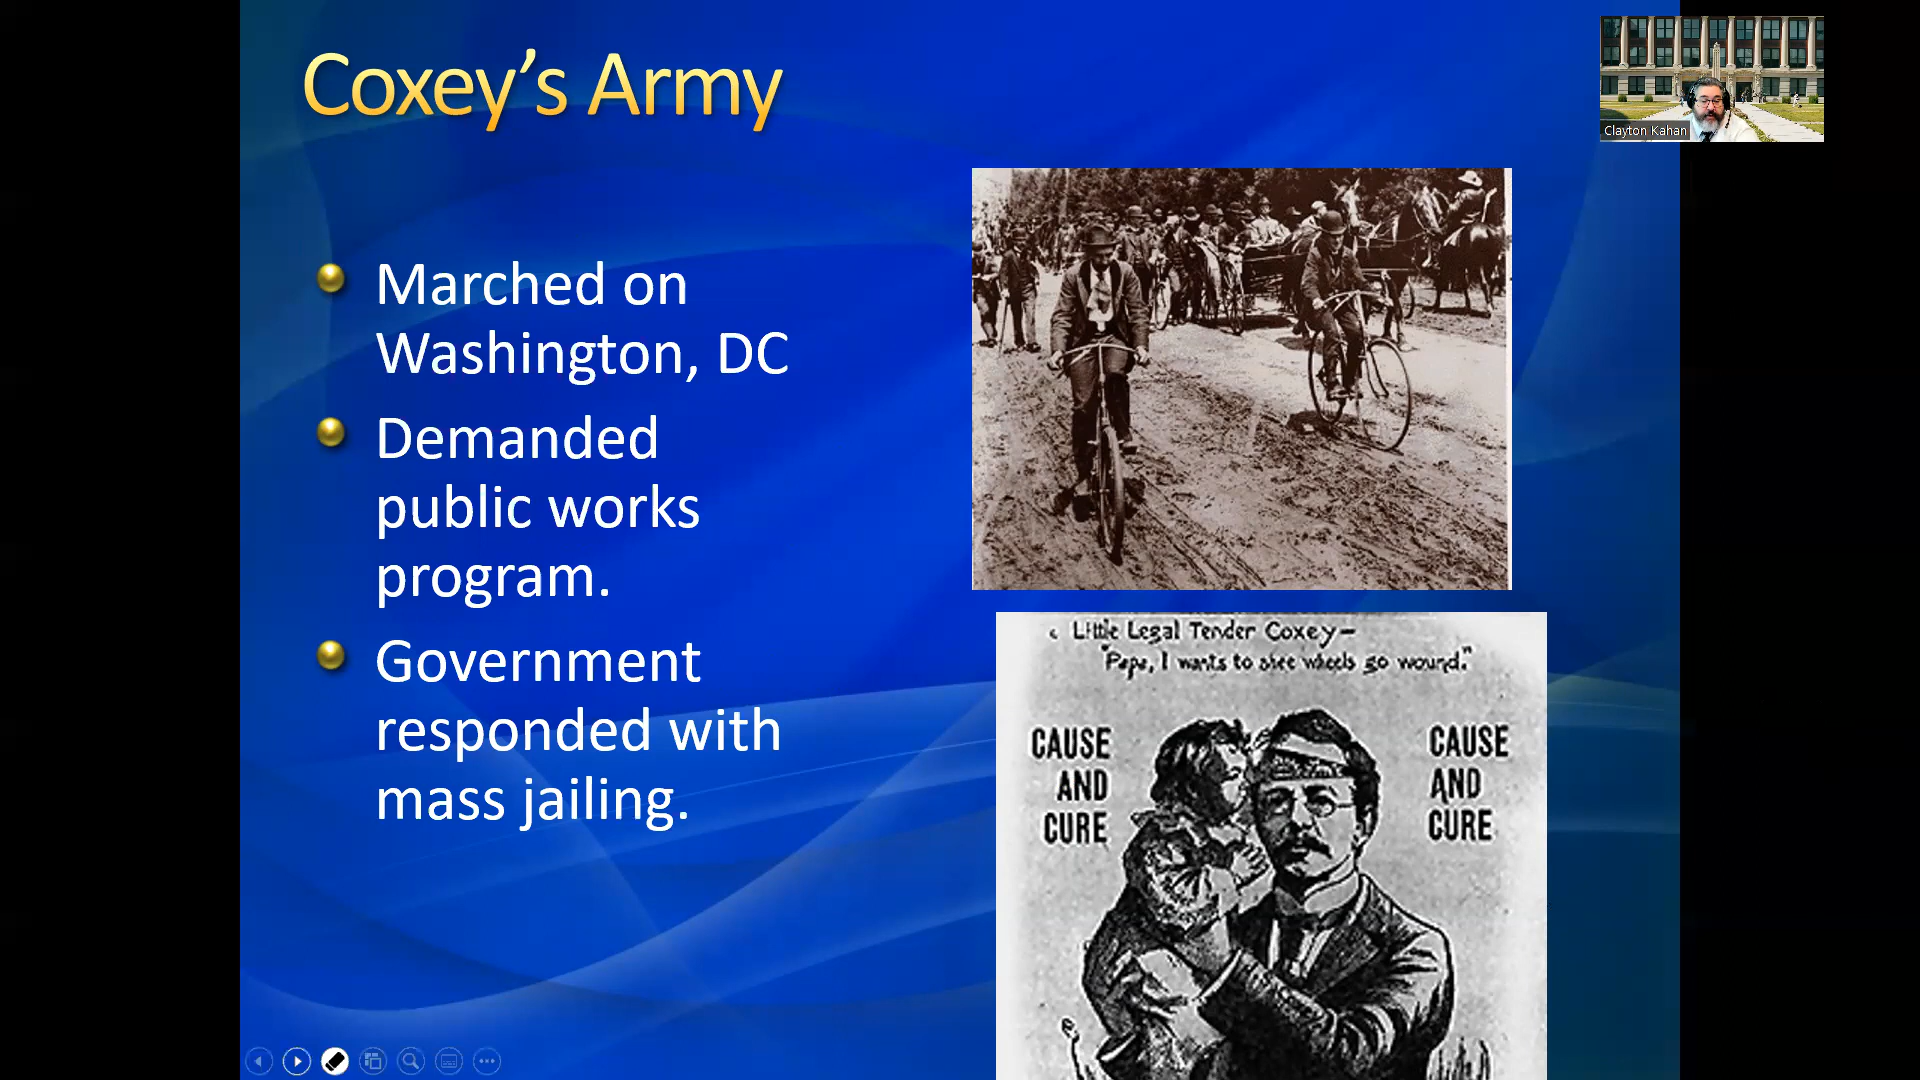 Coxey's Army
Marched on
Washington, DC
Demanded
public works
program.
Government
responded with
mass jailing.
Little Legal Tender Coxey—
"Papa, I wants to shee wheels go wound."
CAUSE
AND
CURE
CAUSE
AND
CURE
Clayton Kahan